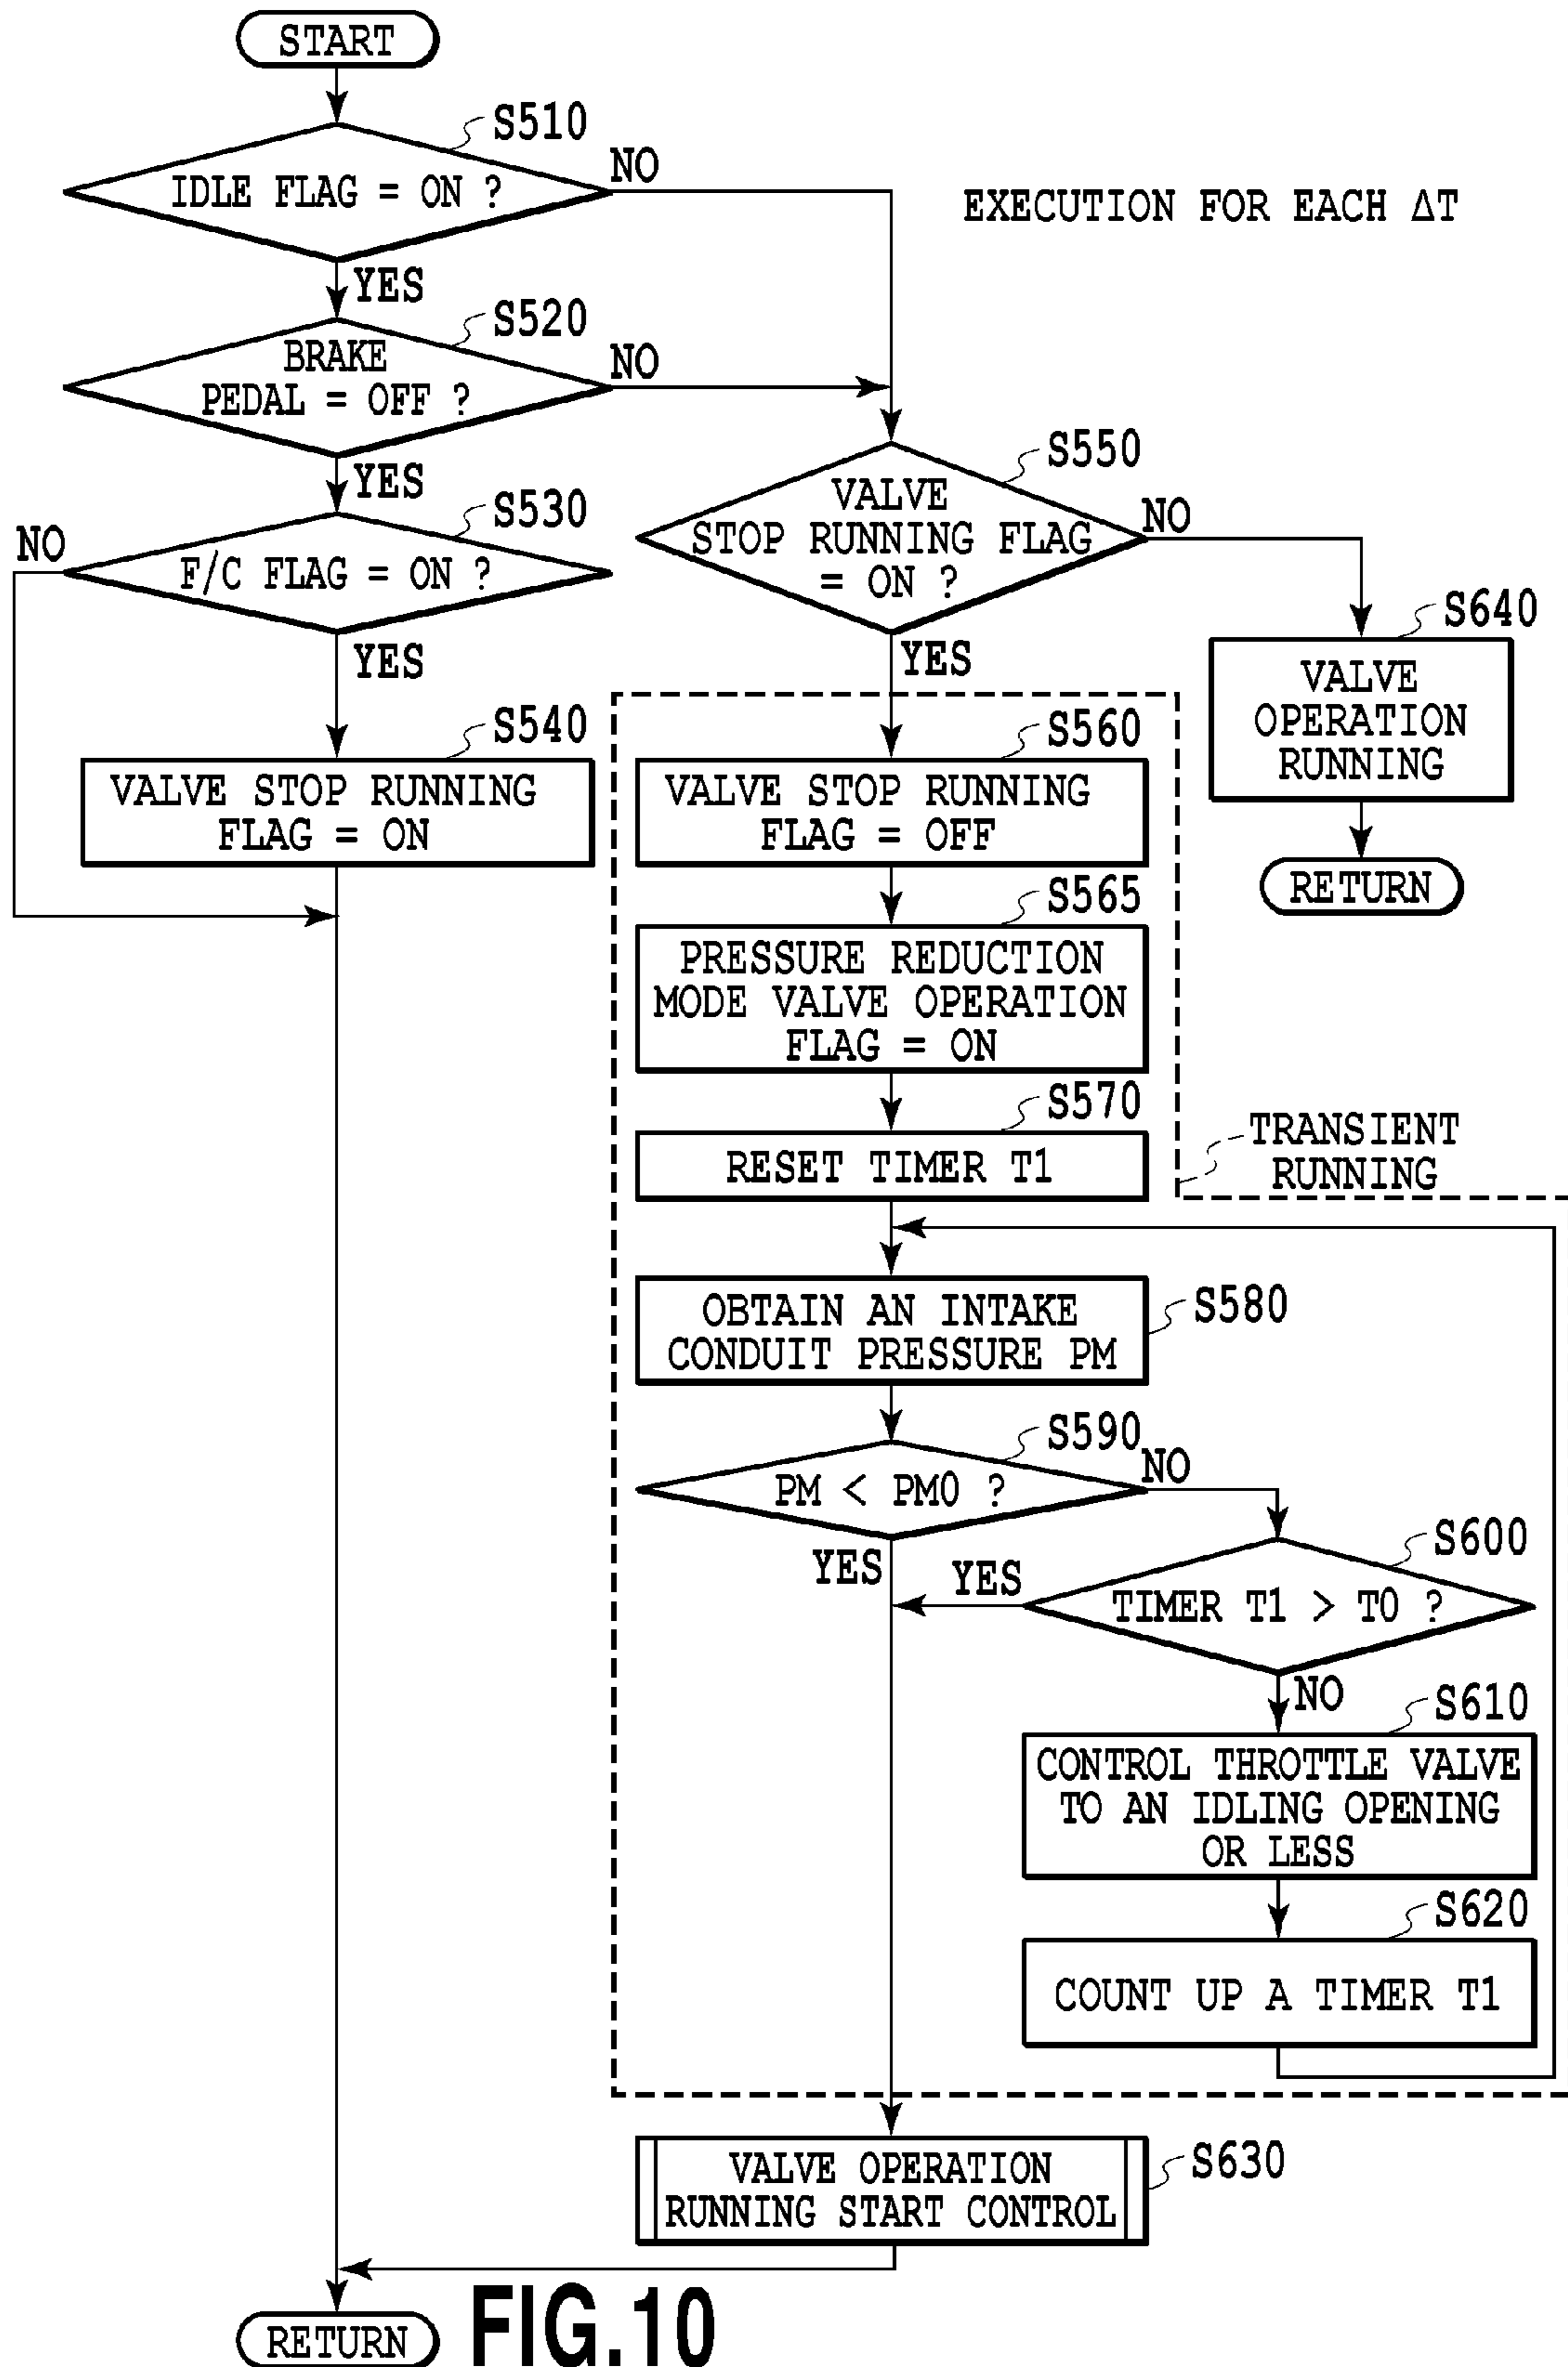 START
S510
IDLE FLAG = ON ?
NO
EXECUTION FOR EACH ΔT
YES
S520
BRAKE
PEDAL = OFF ?
NO
YES
S530
F/C FLAG = ON ?
NO
YES
S540
VALVE STOP RUNNING
FLAG = ON
S550
VALVE
STOP RUNNING FLAG
= ON ?
NO
YES
S640
VALVE
OPERATION
RUNNING
RETURN
S560
VALVE STOP RUNNING
FLAG = OFF
S565
PRESSURE REDUCTION
MODE VALVE OPERATION
FLAG = ON
S570
RESET TIMER T1
TRANSIENT
RUNNING
S580
OBTAIN AN INTAKE
CONDUIT PRESSURE PM
S590
PM < PM0 ?
NO
YES
S600
TIMER T1 > T0 ?
YES
NO
S610
CONTROL THROTTLE VALVE
TO AN IDLING OPENING
OR LESS
S620
COUNT UP A TIMER T1
S630
VALVE OPERATION
RUNNING START CONTROL
RETURN
FIG.10